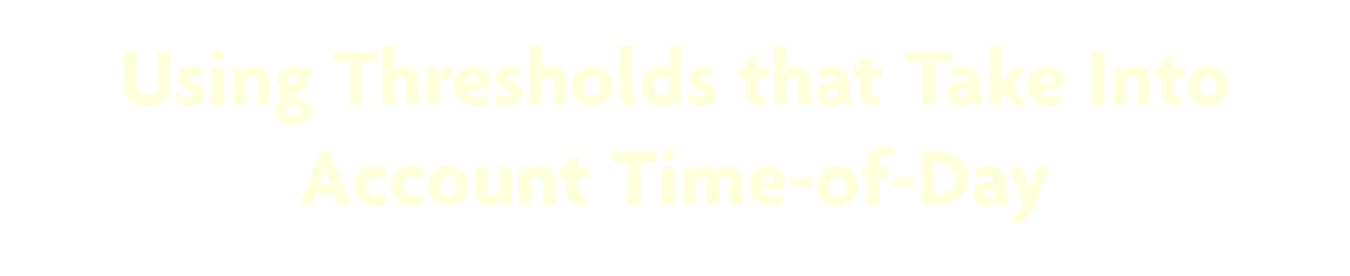 Using Thresholds that Take Into
Account Time-of-Day